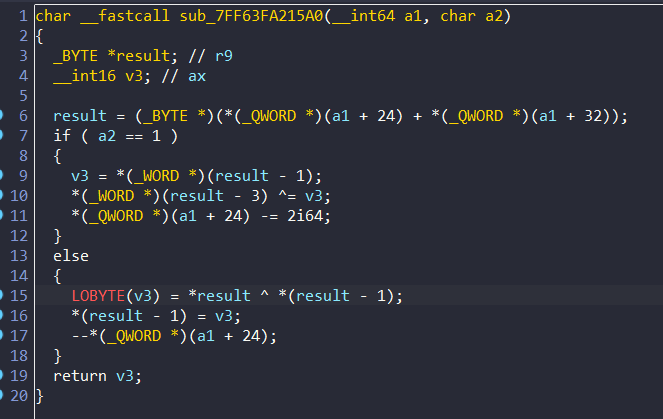 1 char __fastcall sub_7FF63FA215A0(__int64 a1, char a2)
2 {
3   _BYTE *result; // r9
4   __int16 v3; // ax
5
6   result = (_BYTE *)(*(_QWORD *)(a1 + 24) + *(_QWORD *)(a1 + 32));
7   if ( a2 == 1 )
8   {
9     v3 = *(_WORD *)(result - 1);
10     *(_WORD *)(result - 3) ^= v3;
11     *(_QWORD *)(a1 + 24) -= 2i64;
12   }
13   else
14   {
15     LOBYTE(v3) = *result ^ *(result - 1);
16     *(result - 1) = v3;
17     --*(_QWORD *)(a1 + 24);
18   }
19   return v3;
20 }